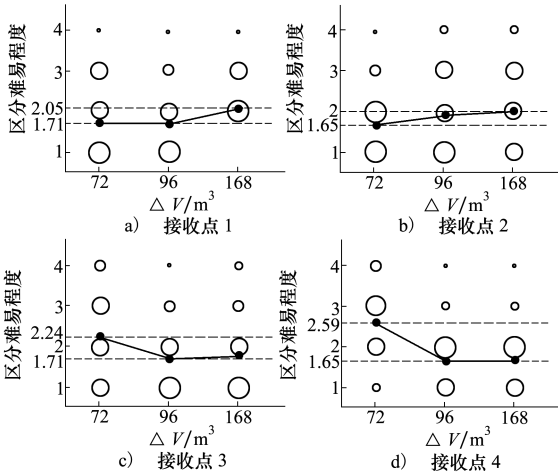 区分难易程度
4
3
2.05
1.71
1
72 96 168
△ V/m³
a) 接收点 1
区分难易程度
4
3
2
1.65
1
72 96 168
△ V/m³
b) 接收点 2
区分难易程度
4
3
2.24
2
1.71
1
72 96 168
△ V/m³
c) 接收点 3
区分难易程度
4
3
2.59
2
1.65
1
72 96 168
△ V/m³
d) 接收点 4